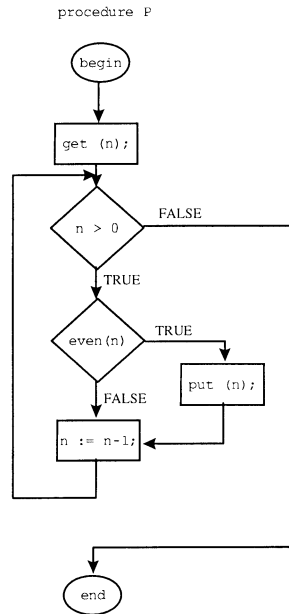 procedure P
begin
get (n);
n > 0
FALSE
TRUE
even(n)
TRUE
put (n);
FALSE
n := n-1;
end